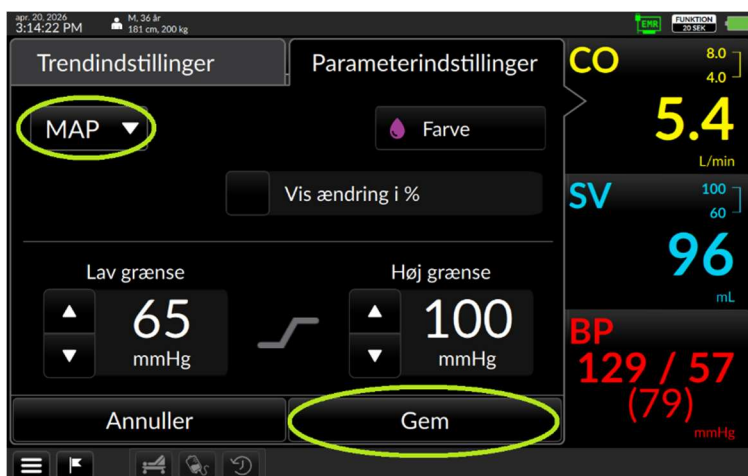 apr. 20, 2026
3:14:22 PM
M, 36 år
181 cm, 200 kg
EMR
FUNKTION
20 SEK
Trendindstillinger
Parameterindstillinger
MAP
Farve
Vis ændring i %
Lav grænse
65
mmHg
Høj grænse
100
mmHg
Annuller
Gem
CO
8.0
4.0
5.4
L/min
SV
100
60
96
mL
BP
129 / 57
(79)
mmHg